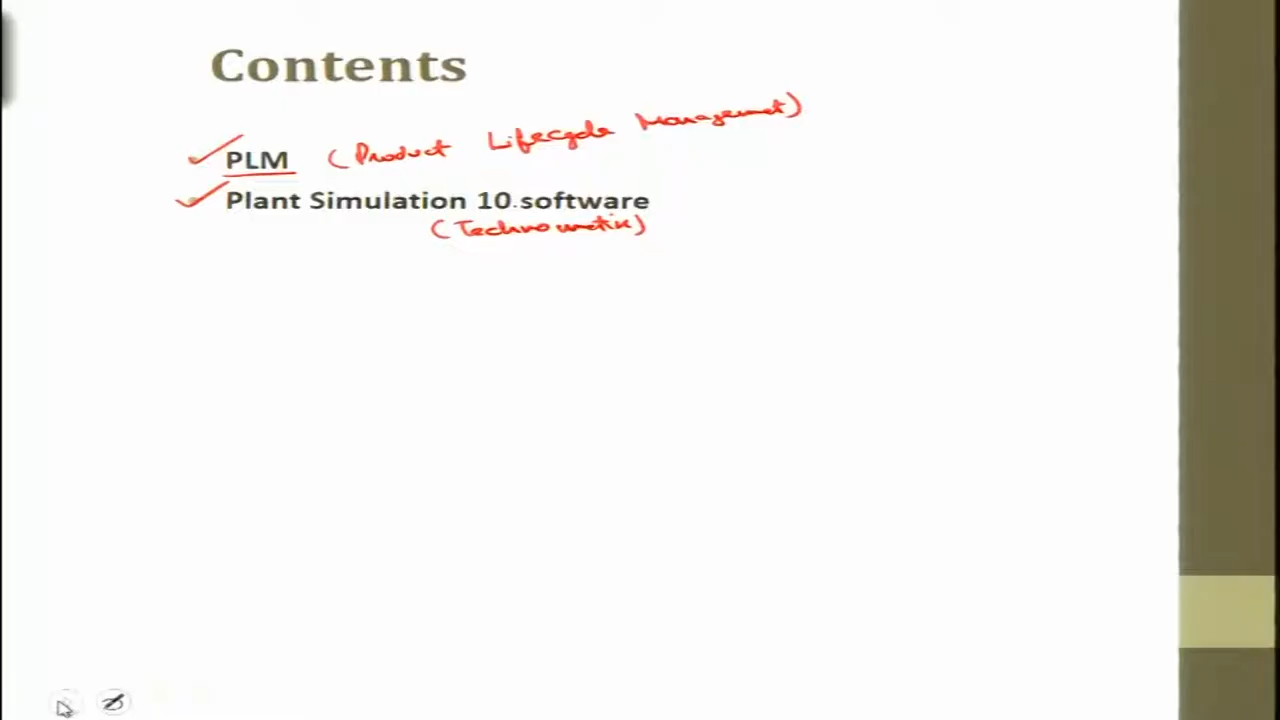 Contents
PLM (Product Lifecycle Management)
Plant Simulation 10.software
(Technomatix)